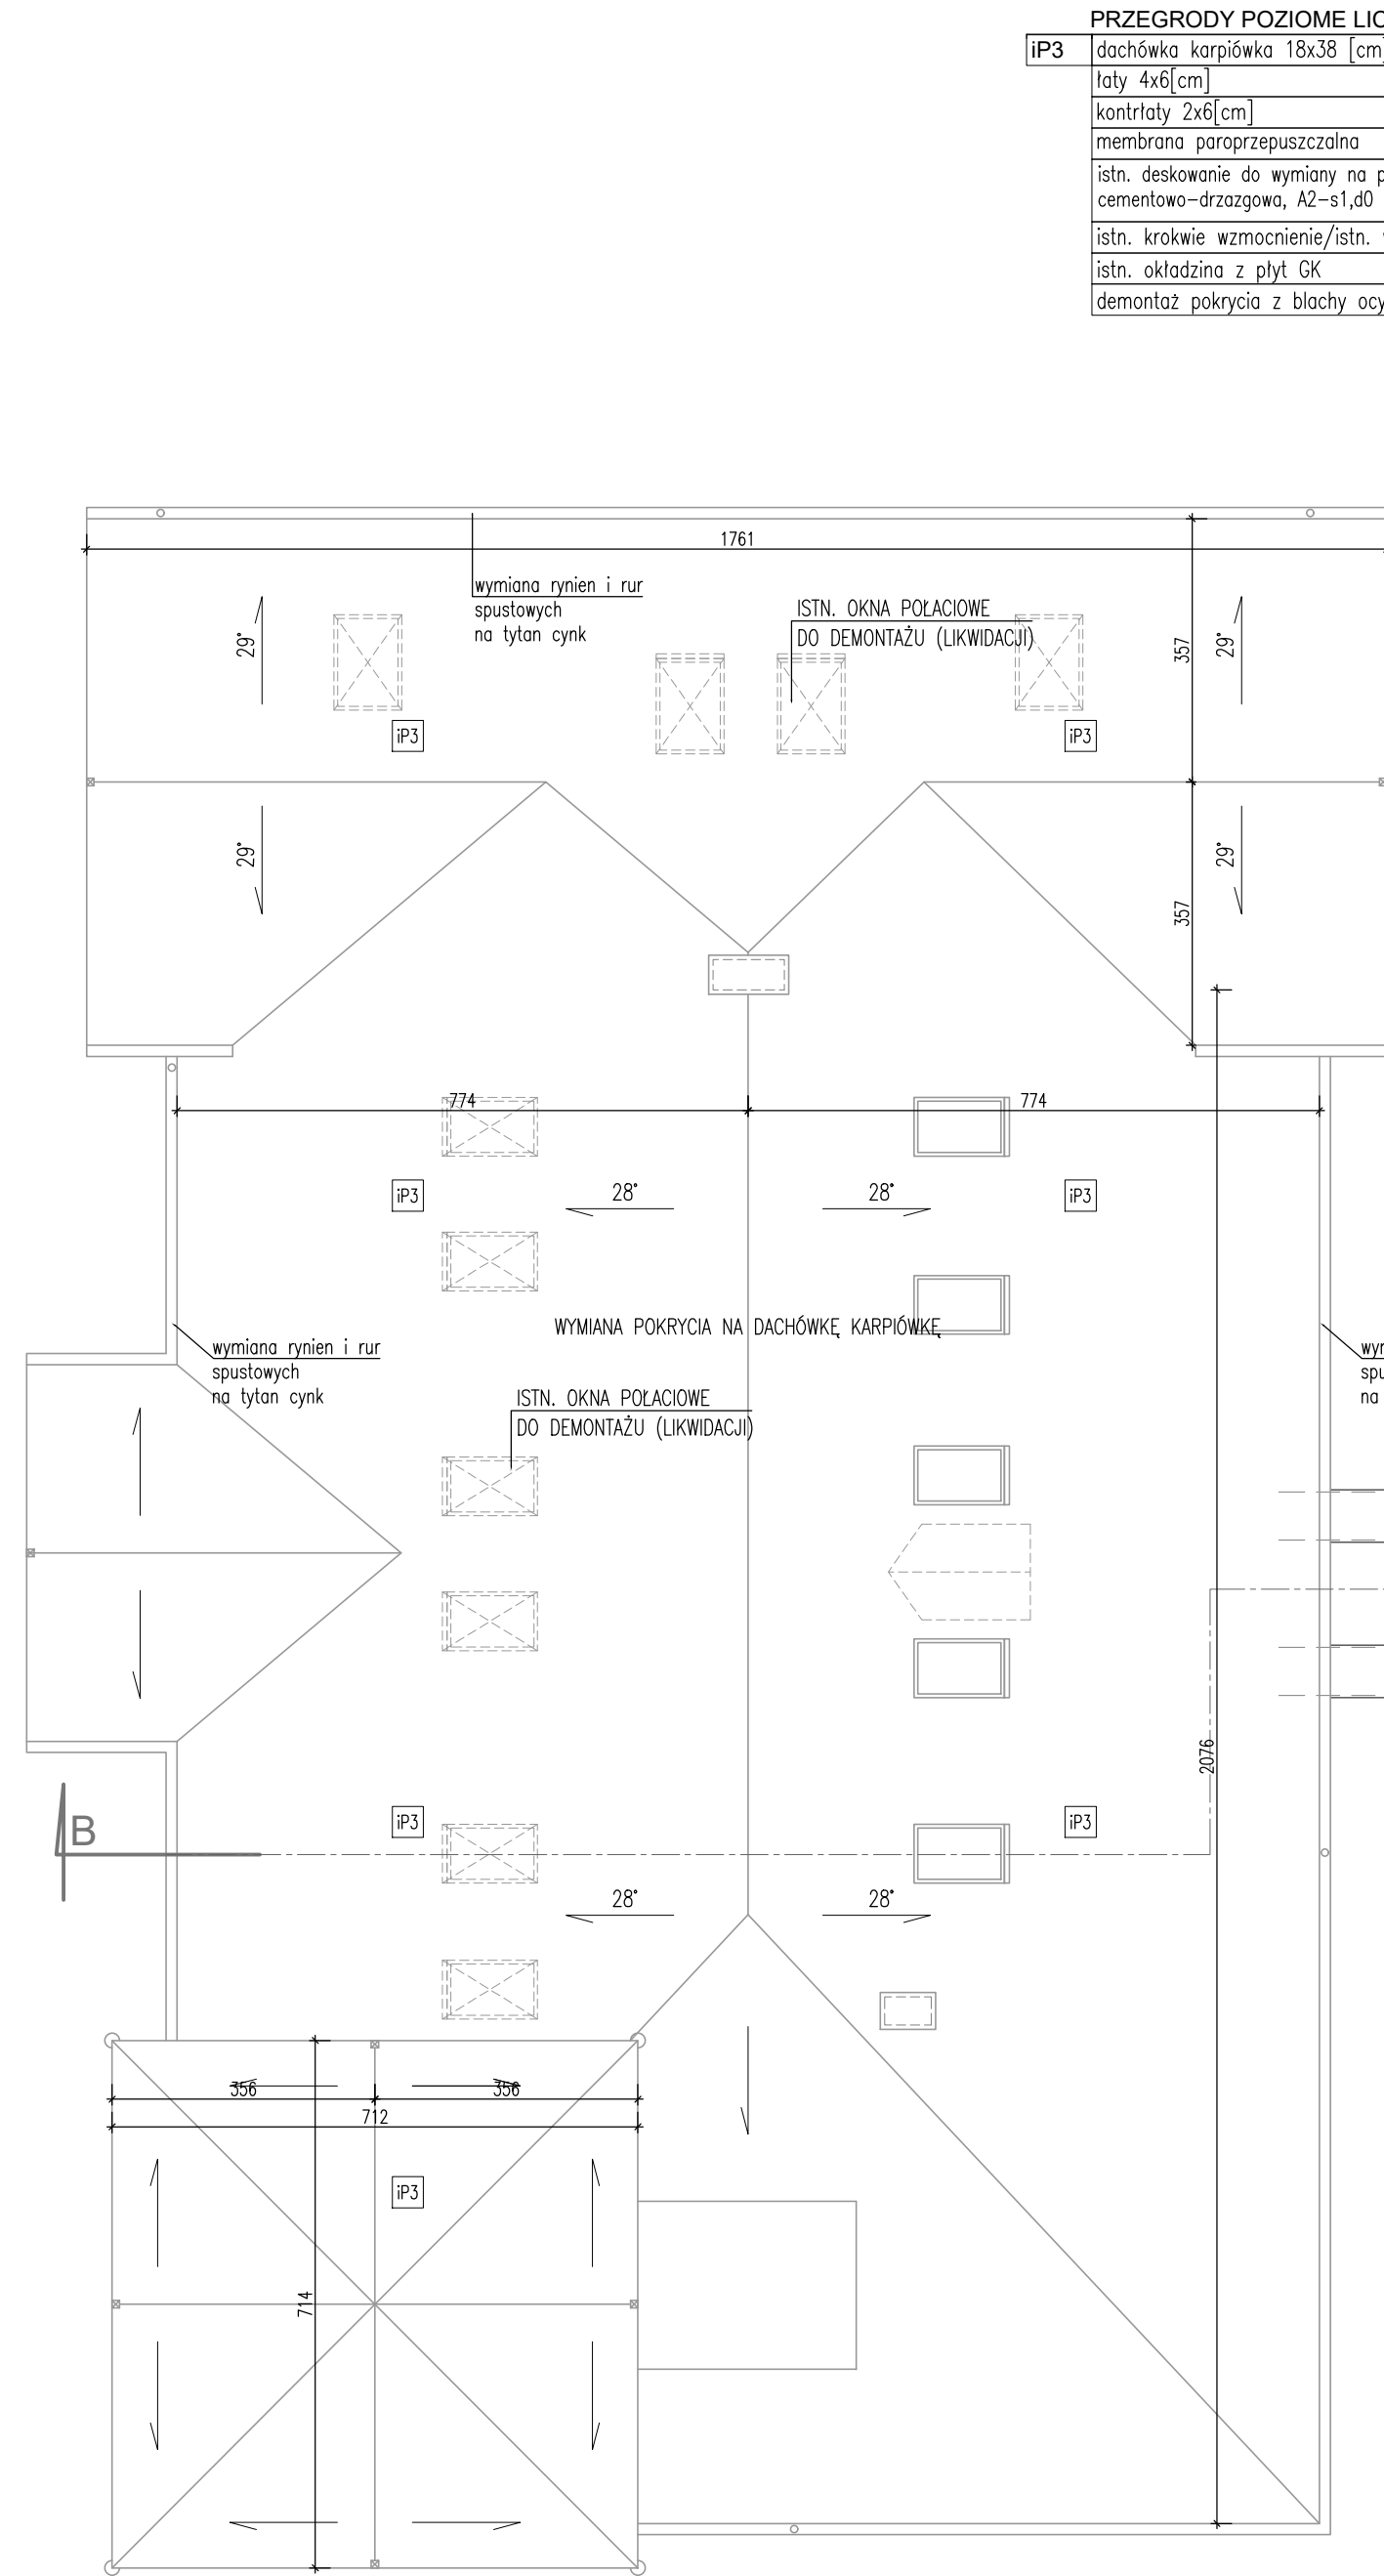 PRZEGRODY POZIOME
iP3
dachówka karpiówka 18x38 [cm]
łaty 4x6[cm]
kontrłaty 2x6[cm]
membrana paroprzepuszczalna
istn. deskowanie do wymiany na
cementowo-drzazgowa, A2-s1,d0
istn. krokwie wzmocnienie/istn.
istn. okładzina z płyt GK
demontaż pokrycia z blachy
1761
wymiana rynien i rur
spustowych
na tytan cynk
ISTN. OKNA POŁACIOWE
DO DEMONTAŻU (LIKWIDACJI)
29°
357
29°
iP3
iP3
29°
357
29°
774
774
iP3
28°
28°
iP3
WYMIANA POKRYCIA NA DACHÓWKĘ KARPIÓWKĘ
wymiana rynien i rur
spustowych
na tytan cynk
na
ISTN. OKNA POŁACIOWE
DO DEMONTAŻU (LIKWIDACJI)
2076
B
iP3
iP3
28°
28°
356
356
712
iP3
714